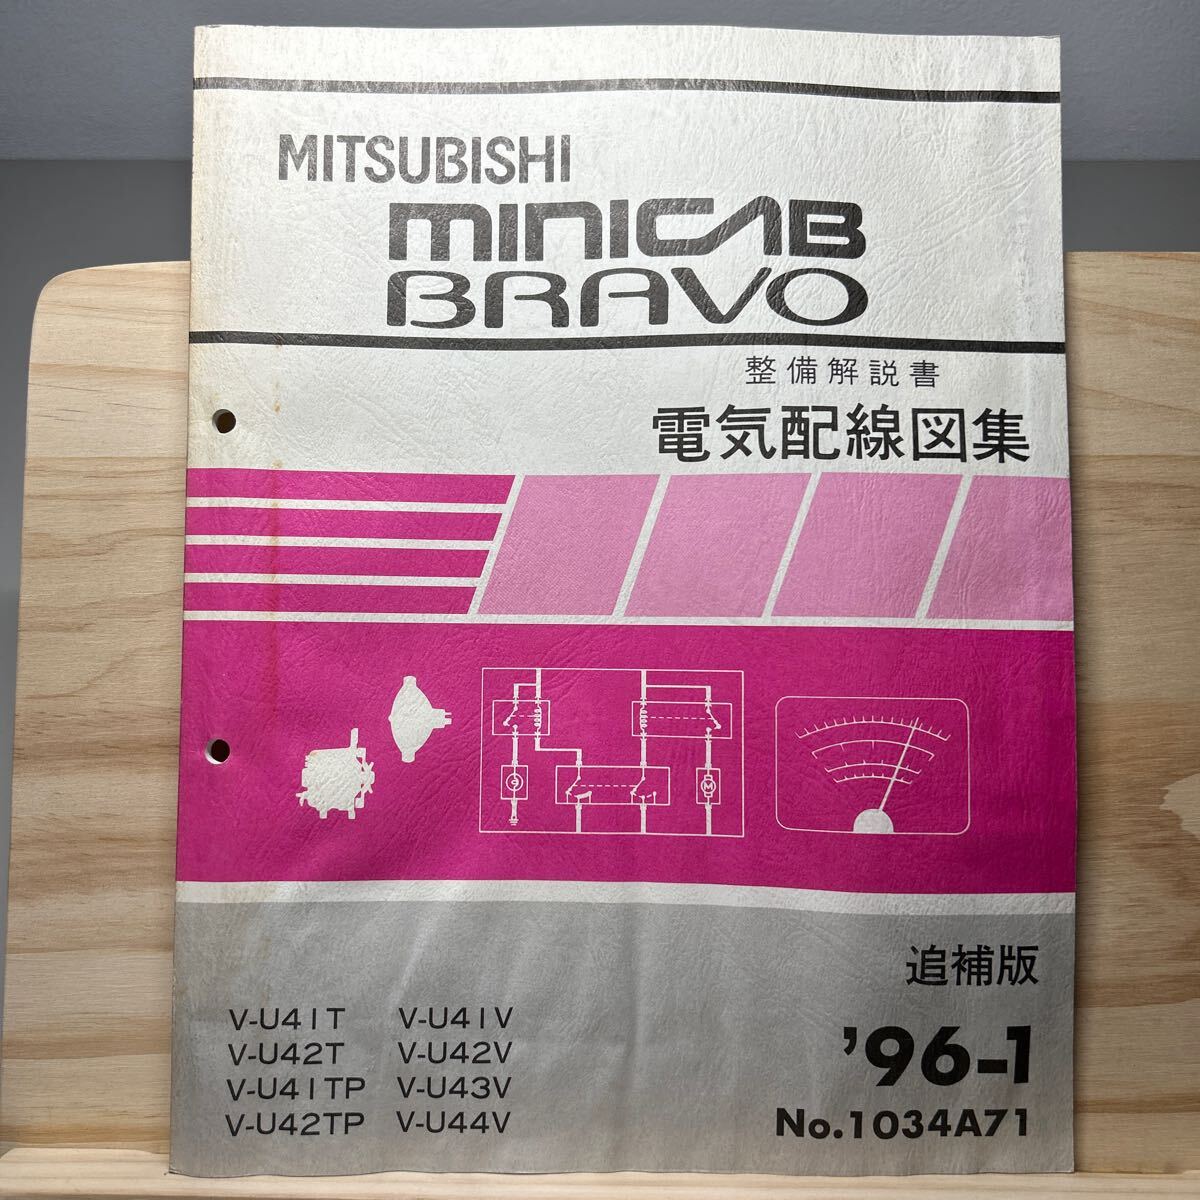 MITSUBISHI
MINICAB
BRAVO
整備解説書
電気配線図集
M
追補版
V-U41T V-U41V
V-U42T V-U42V
V-U41TP V-U43V
V-U42TP V-U44V
'96-1
No.1034A71